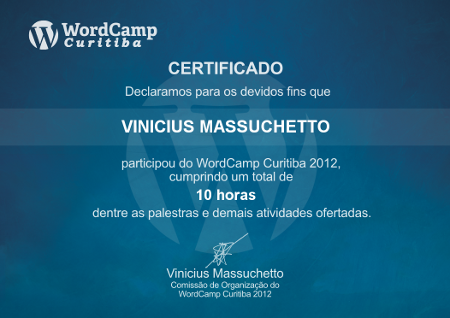 WordCamp
Curitiba
CERTIFICADO
Declaramos para os devidos fins que
VINICIUS MASSUCHETTO
participou do WordCamp Curitiba 2012,
cumprindo um total de
10 horas
dentre as palestras e demais atividades ofertadas.
Vinicius Massuchetto
Comissão de Organização do
WordCamp Curitiba 2012